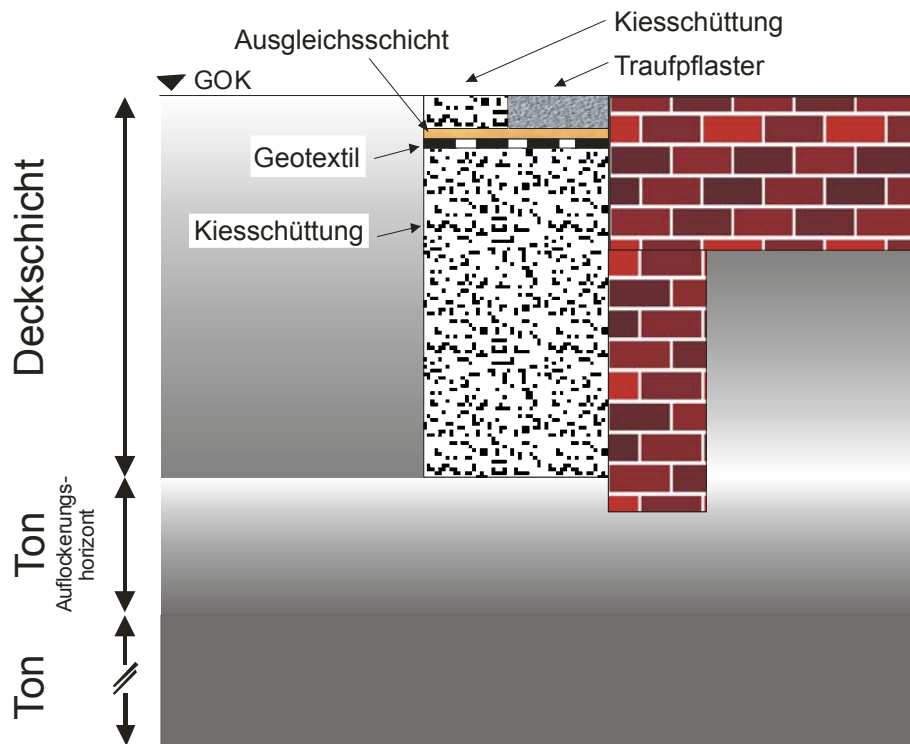 Kiesschüttung
Ausgleichsschicht
Traufpflaster
GOK
Geotextil
Kiesschüttung
Deckschicht
Ton
Auflockerungs-
horizont
Ton